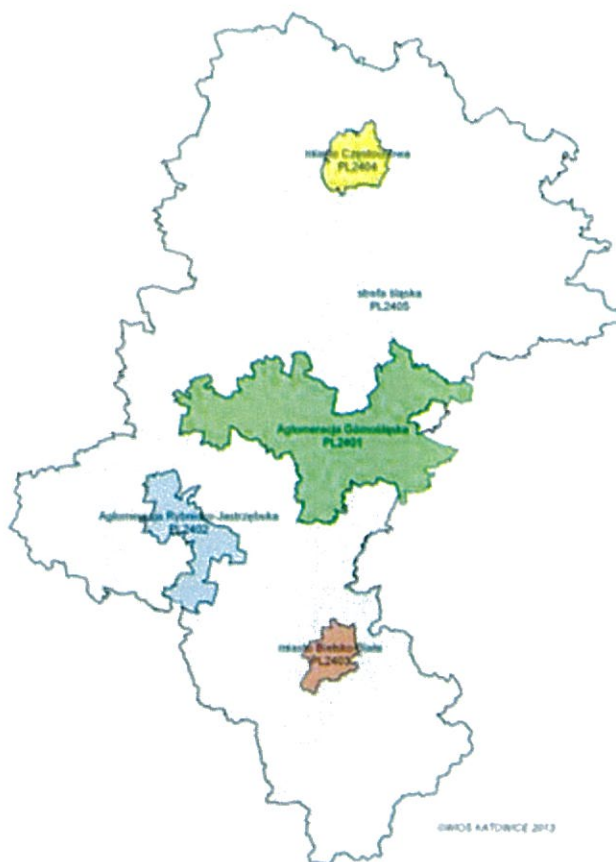 miasto Częstochowa
PL2404
strefa śląska
PL2405
Aglomeracja Górnośląska
PL2401
Aglomeracja Rybnicko-Jastrzębska
PL2402
miasto Bielsko-Biała
PL2403
©WIOŚ KATOWICE 2013